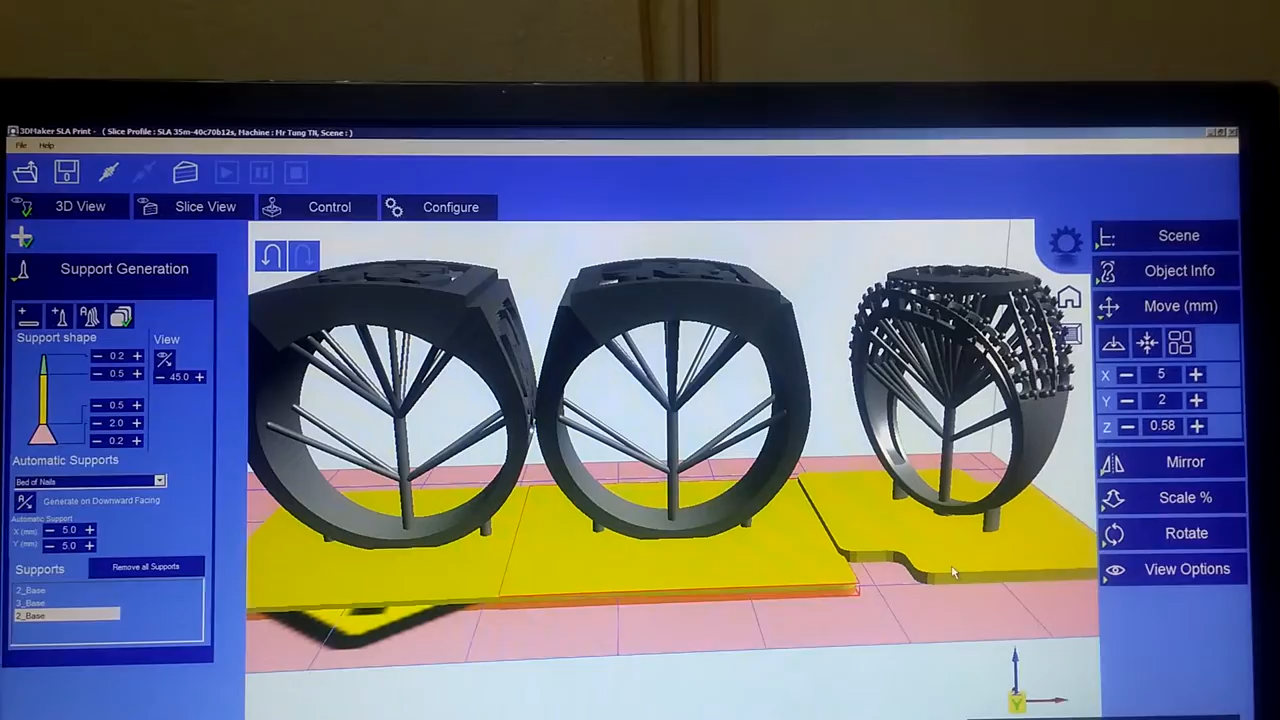 3DMaker SLA Print - ( Slice Profile : SLA 35m-40c70b12s, Machine : Mr Tung TN, Scene : )
File Help
3D View Slice View Control Configure
Support Generation
Support shape View
0.2
0.5
45.0
0.5
2.0
0.2
Automatic Supports
Bed of Nails
Generate on Downward Facing
Automatic Support
X (mm) 5.0
Y (mm) 5.0
Supports Remove all Supports
2_Base
3_Base
2_Base
Scene
Object Info
Move (mm)
X 5
Y 2
Z 0.58
Mirror
Scale %
Rotate
View Options
Y